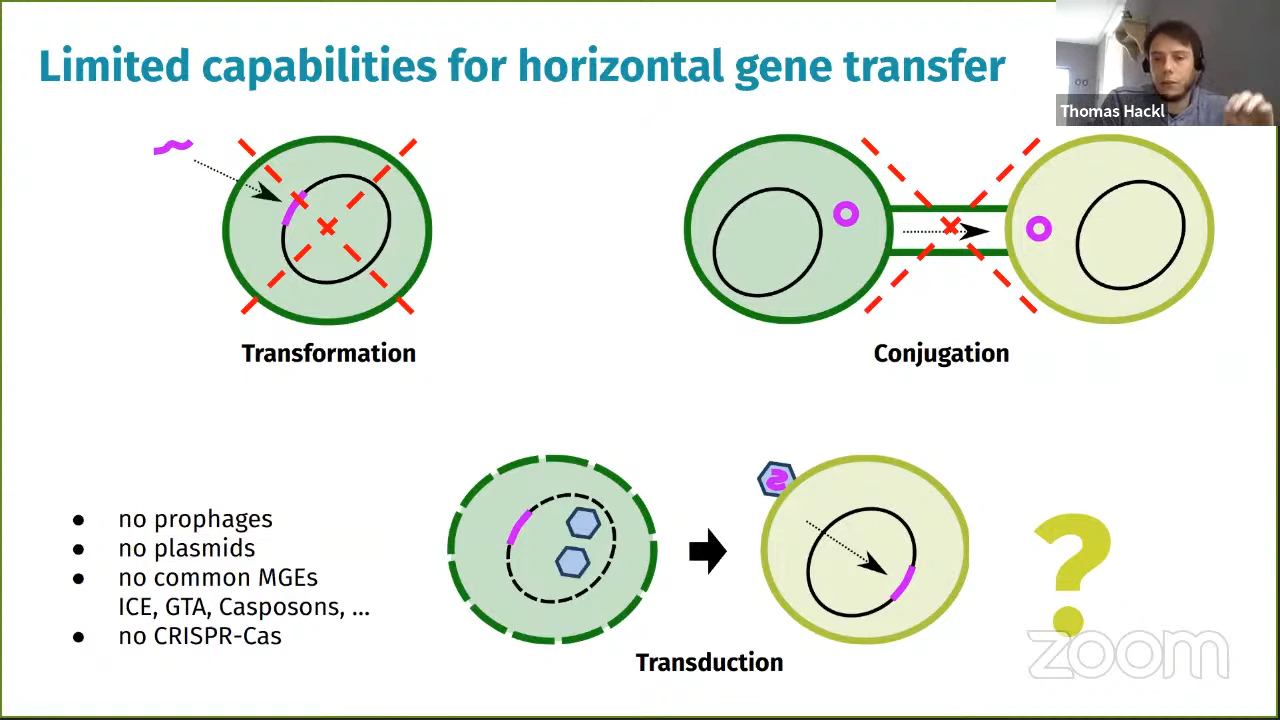 Limited capabilities for horizontal gene transfer
Thomas Hackl
Transformation
Conjugation
● no prophages
● no plasmids
● no common MGEs
ICE, GTA, Casposons, ...
● no CRISPR-Cas
Transduction
?
zoom